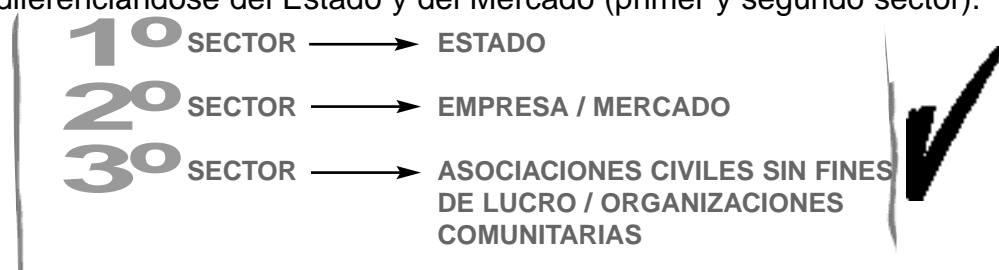 diferenciándose del Estado y del Mercado (primer y segundo sector).
1º SECTOR → ESTADO
2º SECTOR → EMPRESA / MERCADO
3º SECTOR → ASOCIACIONES CIVILES SIN FINES
DE LUCRO / ORGANIZACIONES
COMUNITARIAS